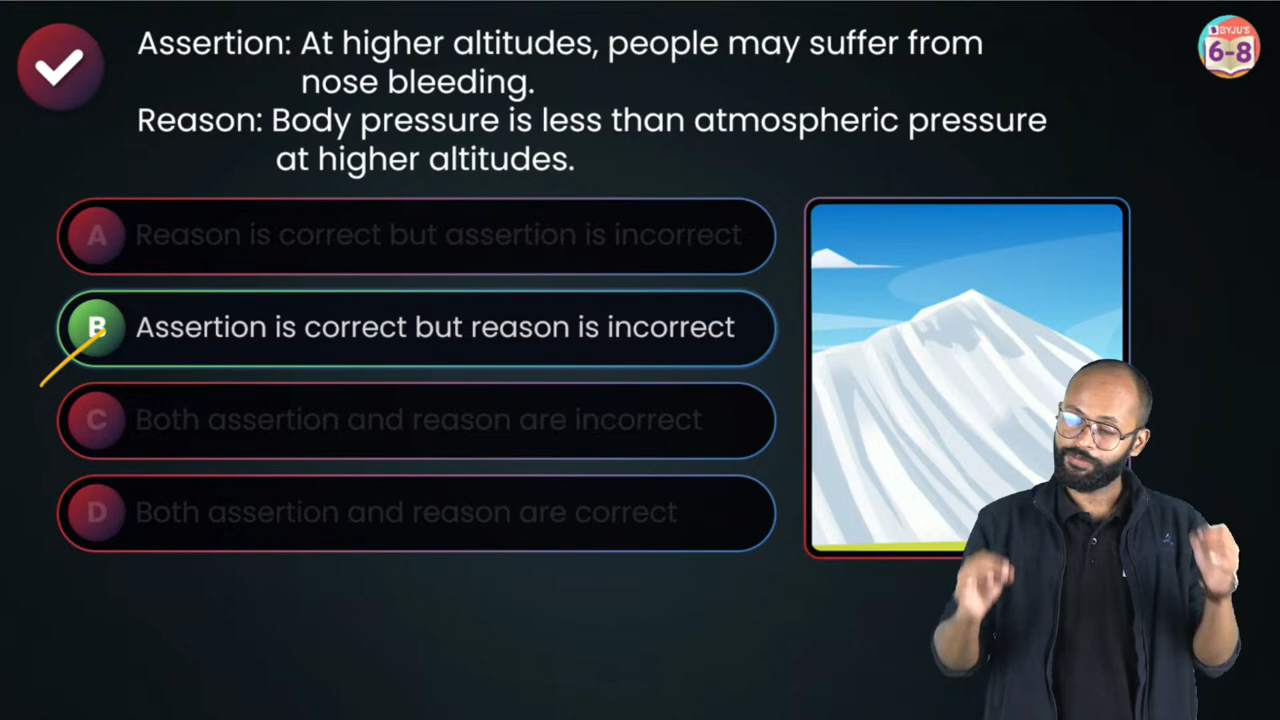 Assertion: At higher altitudes, people may suffer from
nose bleeding.
Reason: Body pressure is less than atmospheric pressure
at higher altitudes.
BYJU'S
6-8
A Reason is correct but assertion is incorrect
B Assertion is correct but reason is incorrect
C Both assertion and reason are incorrect
D Both assertion and reason are correct